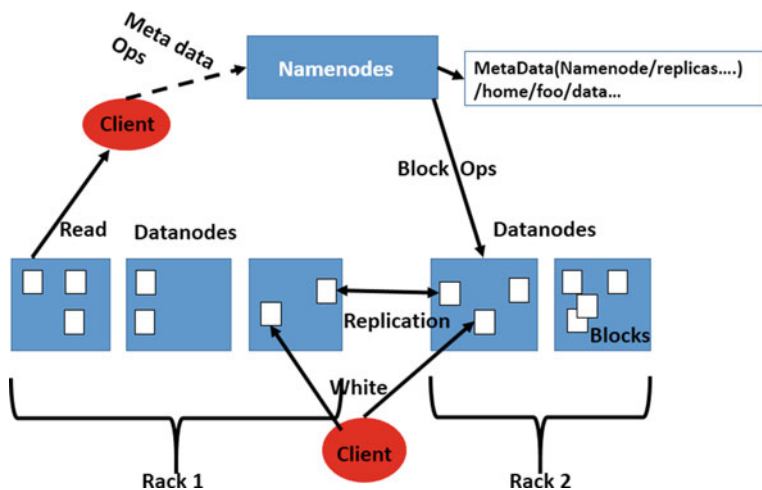 Meta data
Ops
Namenodes
MetaData(Namenode/replicas....)
/home/foo/data...
Client
Block Ops
Read
Datanodes
Datanodes
Replication
Blocks
White
Client
Rack 1
Rack 2